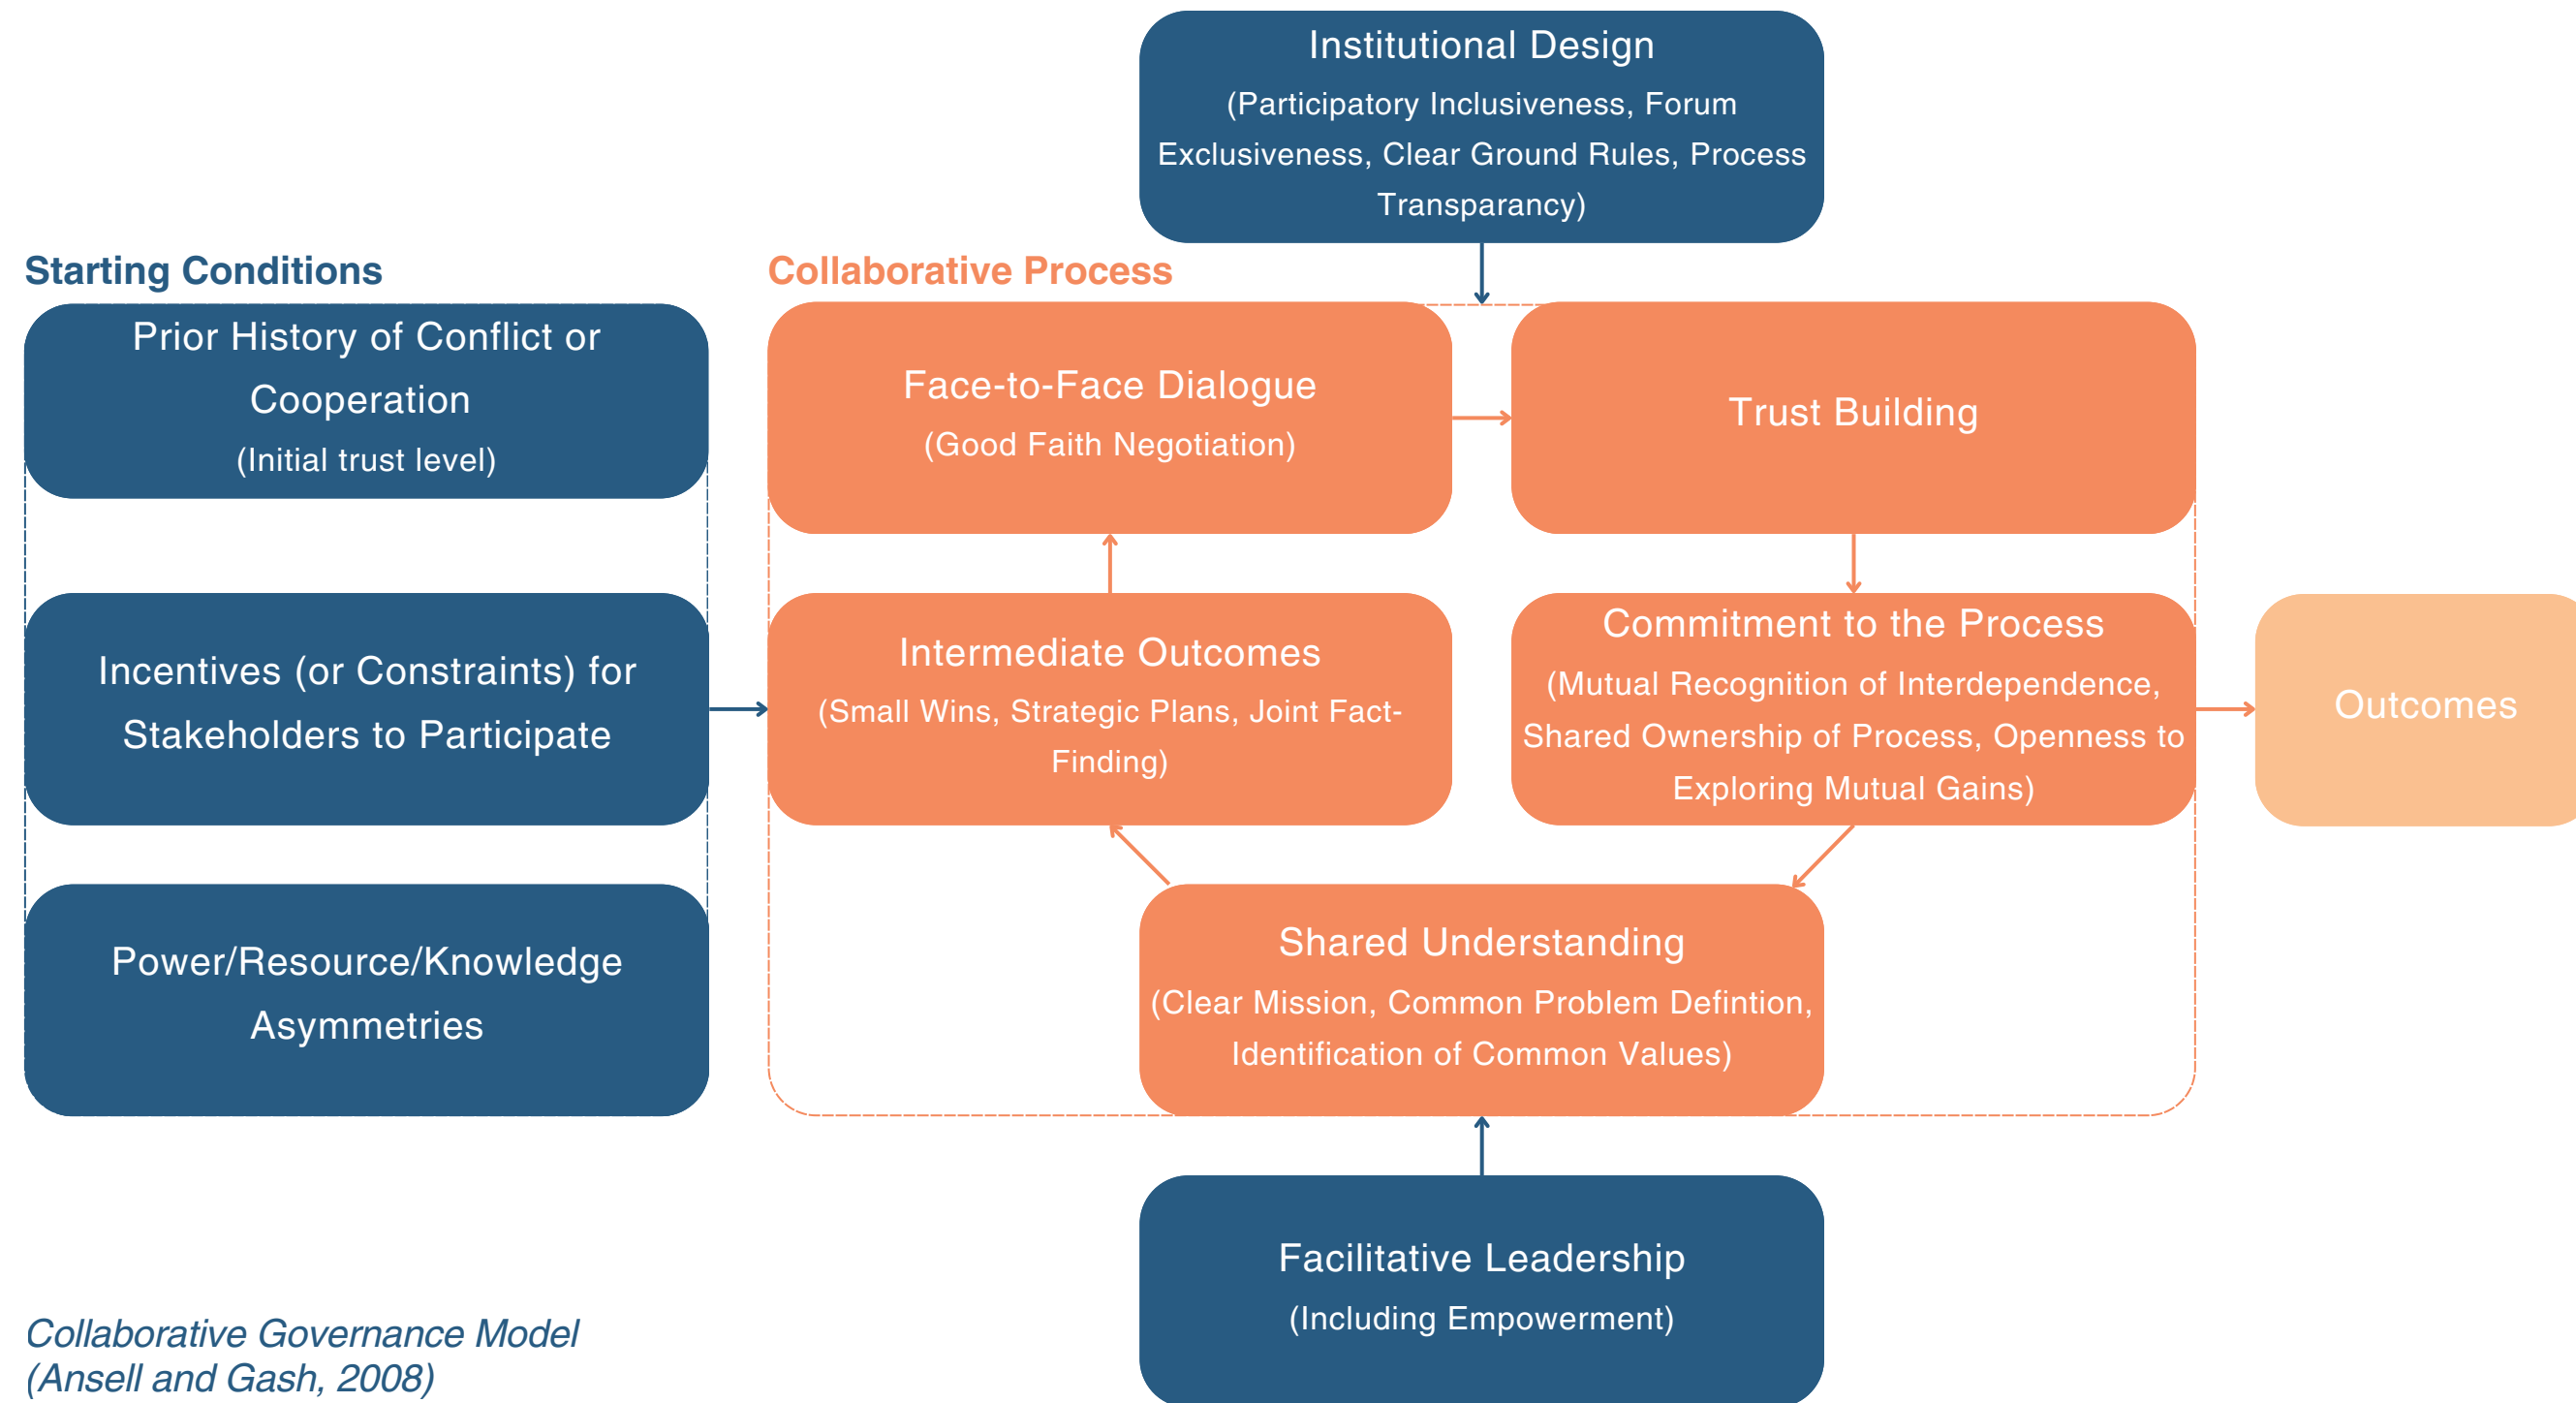 Institutional Design
(Participatory Inclusiveness, Forum
Exclusiveness, Clear Ground Rules, Process
Transparancy)
Starting Conditions
Prior History of Conflict or
Cooperation
(Initial trust level)
Incentives (or Constraints) for
Stakeholders to Participate
Power/Resource/Knowledge
Asymmetries
Collaborative Process
Face-to-Face Dialogue
(Good Faith Negotiation)
Trust Building
Intermediate Outcomes
(Small Wins, Strategic Plans, Joint Fact-
Finding)
Commitment to the Process
(Mutual Recognition of Interdependence,
Shared Ownership of Process, Openness to
Exploring Mutual Gains)
Outcomes
Shared Understanding
(Clear Mission, Common Problem Defintion,
Identification of Common Values)
Facilitative Leadership
(Including Empowerment)
Collaborative Governance Model
(Ansell and Gash, 2008)